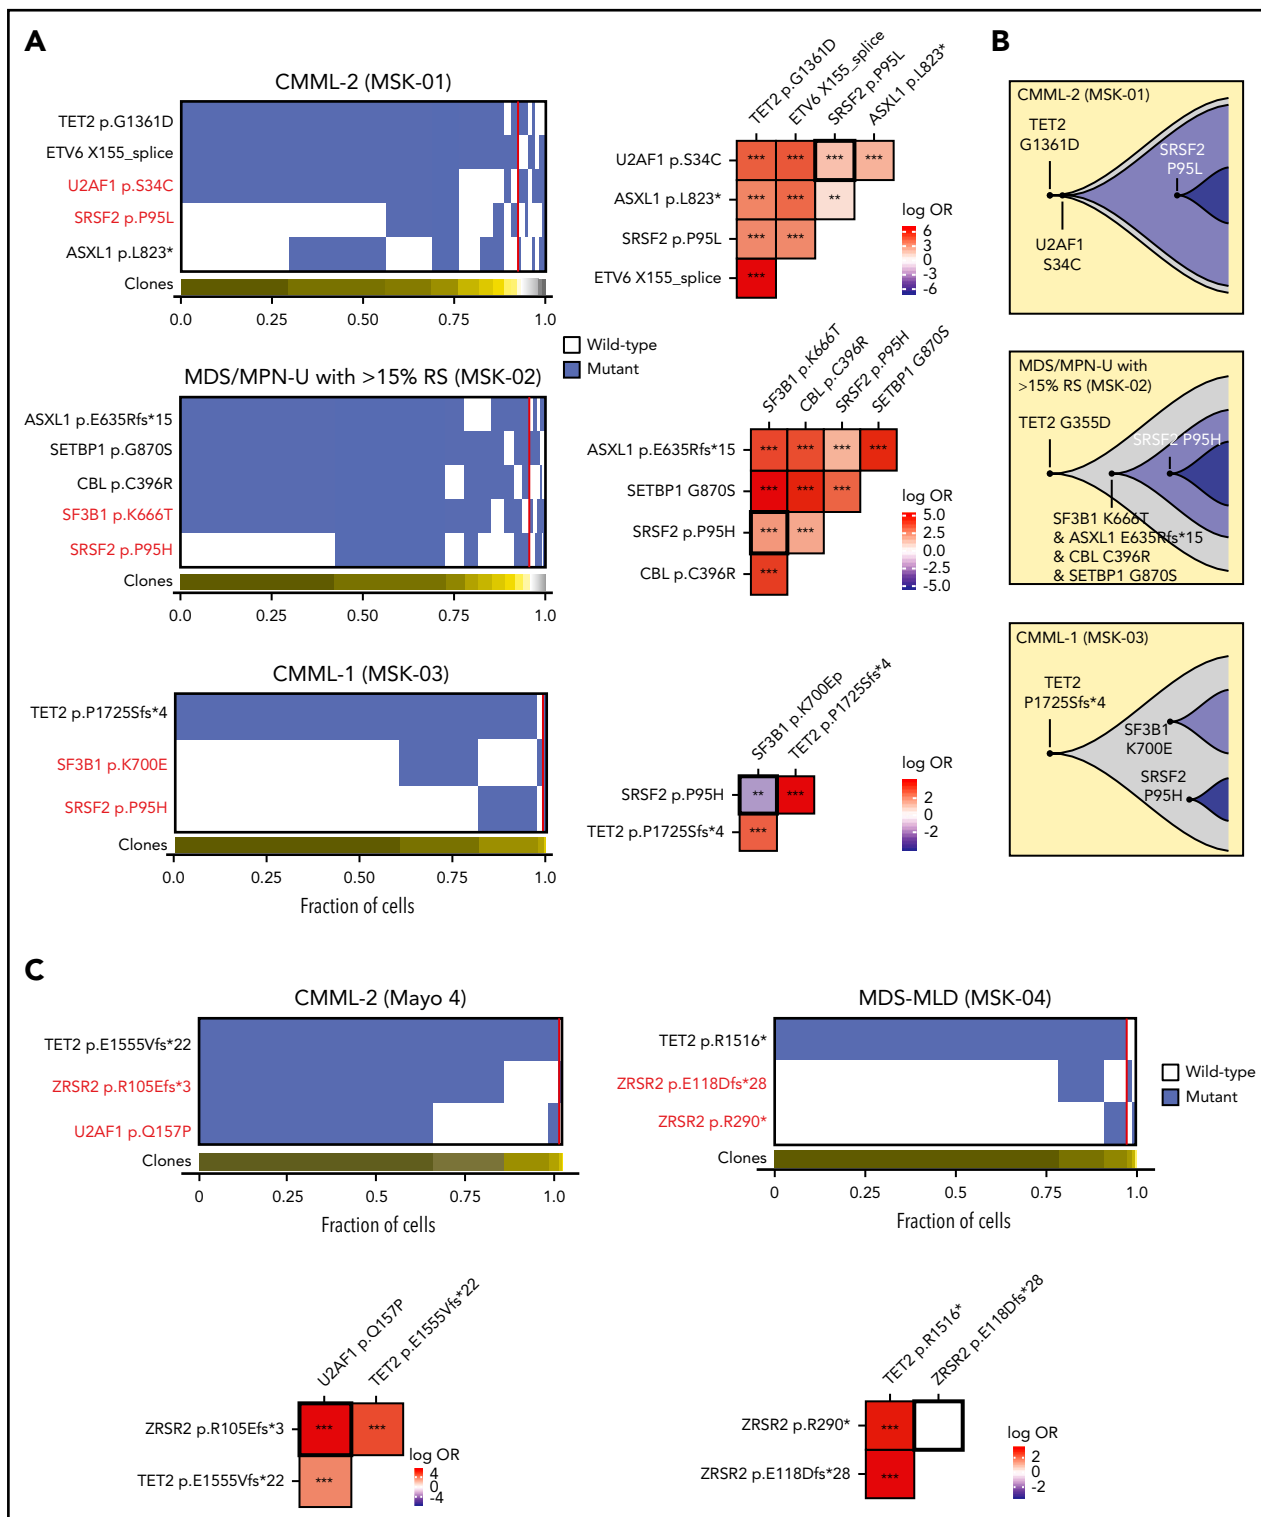 A
CMML-2 (MSK-01)
TET2 p.G1361D
ETV6 X155_splice
U2AF1 p.S34C
SRSF2 p.P95L
ASXL1 p.L823*
Clones
0.0 0.25 0.50 0.75 1.0
TET2 p.G1361D
ETV6 X155_splice
SRSF2 p.P95L
ASXL1 p.L823*
U2AF1 p.S34C *** *** *** ***
ASXL1 p.L823* *** *** **
SRSF2 p.P95L *** ***
ETV6 X155_splice ***
log OR
6
3
0
-3
-6
Wild-type
Mutant
MDS/MPN-U with >15% RS (MSK-02)
ASXL1 p.E635Rfs*15
SETBP1 p.G870S
CBL p.C396R
SF3B1 p.K666T
SRSF2 p.P95H
Clones
0.0 0.25 0.50 0.75 1.0
SF3B1 p.K666T
CBL p.C396R
SRSF2 p.P95H
SETBP1 G870S
ASXL1 p.E635Rfs*15 *** *** *** ***
SETBP1 G870S *** *** ***
SRSF2 p.P95H *** ***
CBL p.C396R ***
log OR
5.0
2.5
0.0
-2.5
-5.0
CMML-1 (MSK-03)
TET2 p.P1725Sfs*4
SF3B1 p.K700E
SRSF2 p.P95H
Clones
0.0 0.25 0.50 0.75 1.0
Fraction of cells
SF3B1 p.K700Ep
TET2 p.P1725Sfs*4
SRSF2 p.P95H ** ***
TET2 p.P1725Sfs*4 ***
log OR
2
0
-2
B
CMML-2 (MSK-01)
TET2
G1361D
SRSF2
P95L
U2AF1
S34C
MDS/MPN-U with
>15% RS (MSK-02)
TET2 G355D
SRSF2 P95H
SF3B1 K666T
& ASXL1 E635Rfs*15
& CBL C396R
& SETBP1 G870S
CMML-1 (MSK-03)
TET2
P1725Sfs*4
SF3B1
K700E
SRSF2
P95H
C
CMML-2 (Mayo 4)
TET2 p.E1555Vfs*22
ZRSR2 p.R105Efs*3
U2AF1 p.Q157P
Clones
0 0.25 0.5 0.75 1.0
Fraction of cells
MDS-MLD (MSK-04)
TET2 p.R1516*
ZRSR2 p.E118Dfs*28
ZRSR2 p.R290*
Clones
0 0.25 0.5 0.75 1.0
Fraction of cells
Wild-type
Mutant
U2AF1 p.Q157P
TET2 p.E1555Vfs*22
ZRSR2 p.R105Efs*3 *** ***
TET2 p.E1555Vfs*22 ***
log OR
4
0
-4
TET2 p.R1516*
ZRSR2 p.E118Dfs*28
ZRSR2 p.R290* ***
ZRSR2 p.E118Dfs*28 ***
log OR
2
0
-2